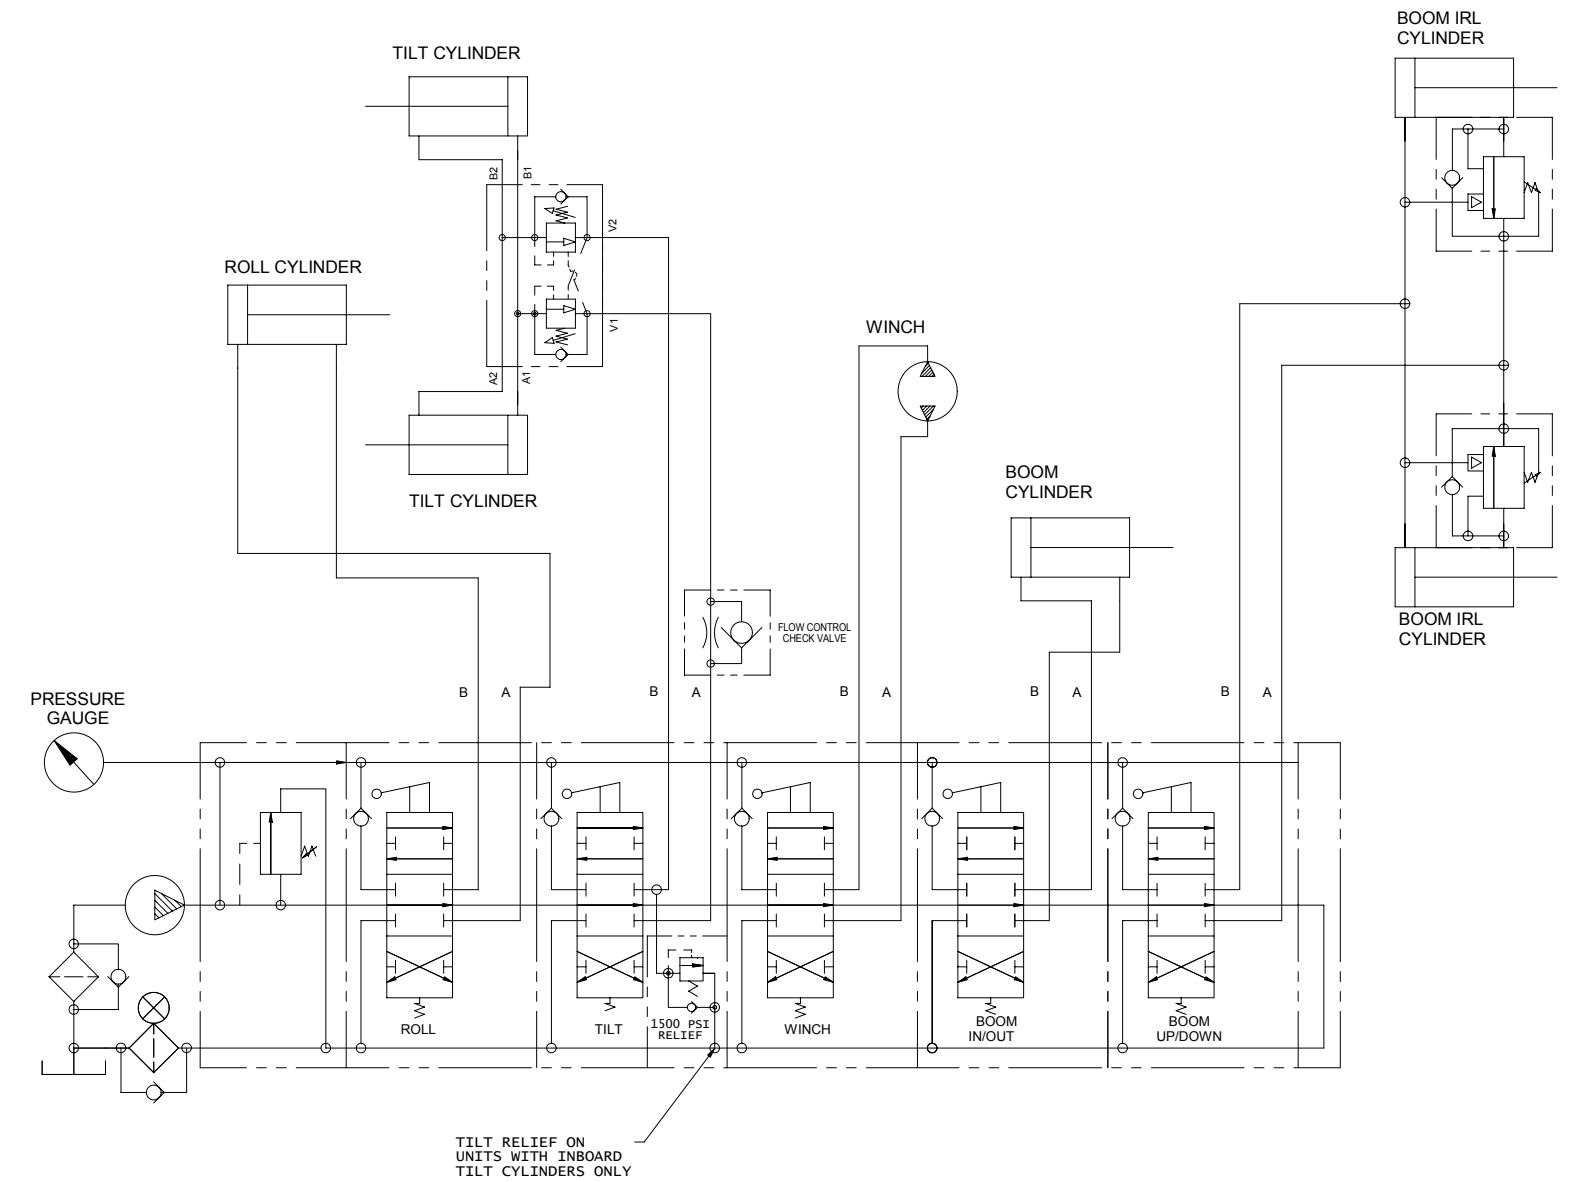 BOOM IRL
CYLINDER
TILT CYLINDER
B2
B1
V2
ROLL CYLINDER
V1
WINCH
A2
A1
BOOM
CYLINDER
TILT CYLINDER
BOOM IRL
CYLINDER
FLOW CONTROL
CHECK VALVE
PRESSURE
GAUGE
B
A
B
A
B
A
B
A
B
A
ROLL
TILT
1500 PSI
RELIEF
WINCH
BOOM
IN/OUT
BOOM
UP/DOWN
TILT RELIEF ON
UNITS WITH INBOARD
TILT CYLINDERS ONLY